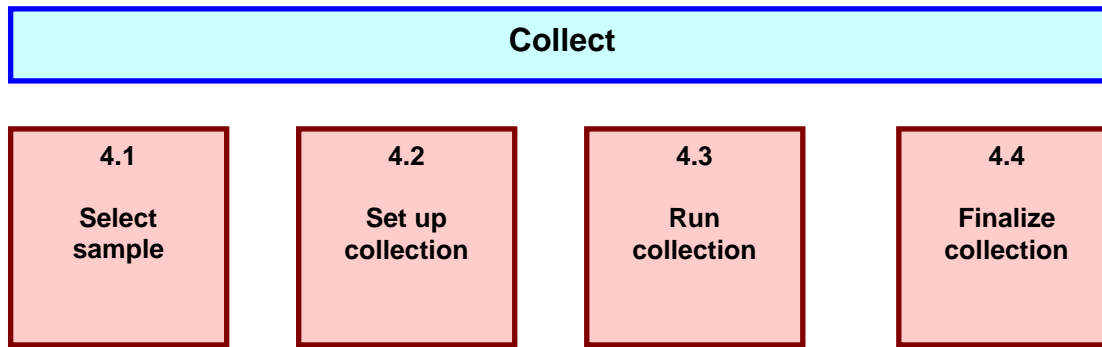 Collect
4.1
Select
sample
4.2
Set up
collection
4.3
Run
collection
4.4
Finalize
collection